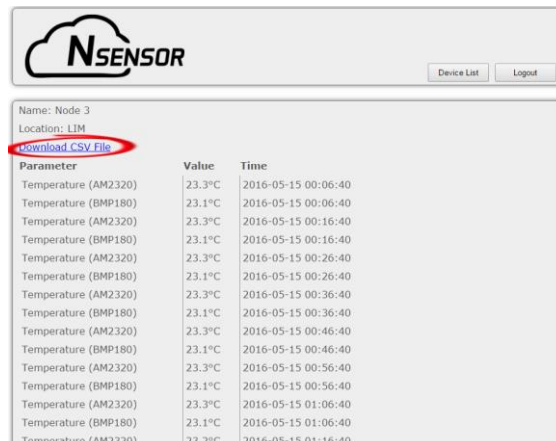 NSENSOR
Device List Logout
Name: Node 3
Location: LIM
Download CSV File
Parameter Value Time
Temperature (AM2320) 23.3°C 2016-05-15 00:06:40
Temperature (BMP180) 23.1°C 2016-05-15 00:06:40
Temperature (AM2320) 23.3°C 2016-05-15 00:16:40
Temperature (BMP180) 23.1°C 2016-05-15 00:16:40
Temperature (AM2320) 23.3°C 2016-05-15 00:26:40
Temperature (BMP180) 23.1°C 2016-05-15 00:26:40
Temperature (AM2320) 23.3°C 2016-05-15 00:36:40
Temperature (BMP180) 23.1°C 2016-05-15 00:36:40
Temperature (AM2320) 23.3°C 2016-05-15 00:46:40
Temperature (BMP180) 23.1°C 2016-05-15 00:46:40
Temperature (AM2320) 23.3°C 2016-05-15 00:56:40
Temperature (BMP180) 23.1°C 2016-05-15 00:56:40
Temperature (AM2320) 23.3°C 2016-05-15 01:06:40
Temperature (BMP180) 23.1°C 2016-05-15 01:06:40
Temperature (AM2320) 2016-05-15 01:16:40